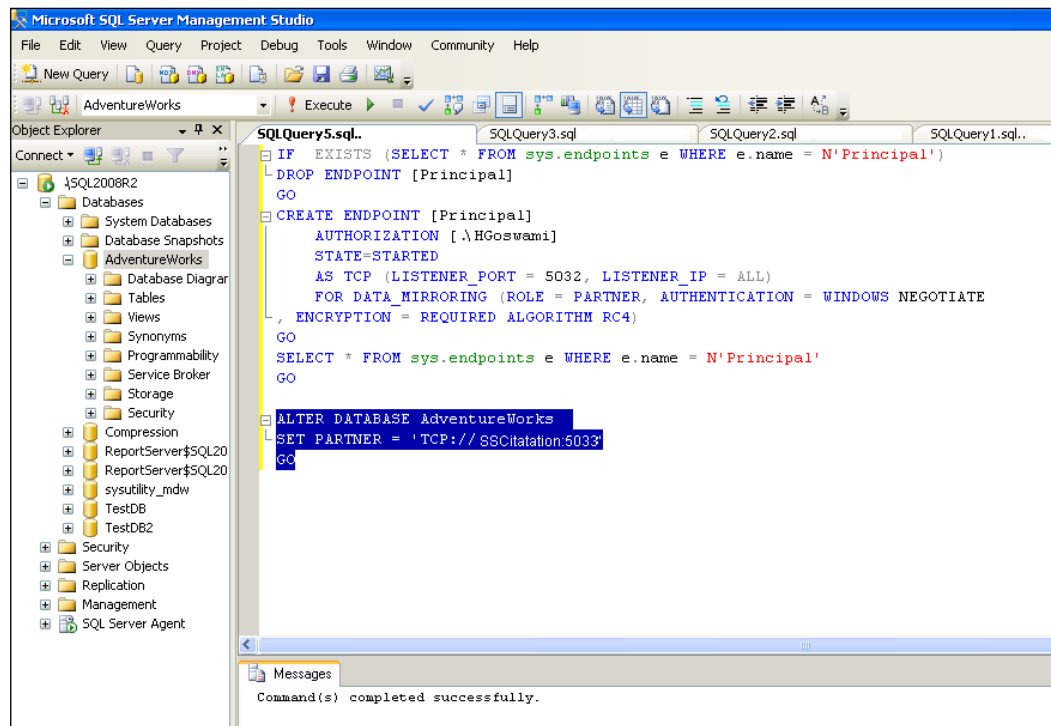 Microsoft SQL Server Management Studio
File Edit View Query Project Debug Tools Window Community Help
New Query
AdventureWorks Execute
Object Explorer
Connect
.\SQL2008R2
Databases
System Databases
Database Snapshots
AdventureWorks
Database Diagrar
Tables
Views
Synonyms
Programmability
Service Broker
Storage
Security
Compression
ReportServer$SQL20
ReportServer$SQL20
sysutility_mdw
TestDB
TestDB2
Security
Server Objects
Replication
Management
SQL Server Agent
SQLQuery5.sql.. SQLQuery3.sql SQLQuery2.sql SQLQuery1.sql..
IF EXISTS (SELECT * FROM sys.endpoints e WHERE e.name = N'Principal')
DROP ENDPOINT [Principal]
GO
CREATE ENDPOINT [Principal]
AUTHORIZATION [.\HGoswami]
STATE=STARTED
AS TCP (LISTENER_PORT = 5032, LISTENER_IP = ALL)
FOR DATA_MIRRORING (ROLE = PARTNER, AUTHENTICATION = WINDOWS NEGOTIATE
, ENCRYPTION = REQUIRED ALGORITHM RC4)
GO
SELECT * FROM sys.endpoints e WHERE e.name = N'Principal'
GO
ALTER DATABASE AdventureWorks
SET PARTNER = 'TCP://SSCitatation:5033'
GO
Messages
Command(s) completed successfully.